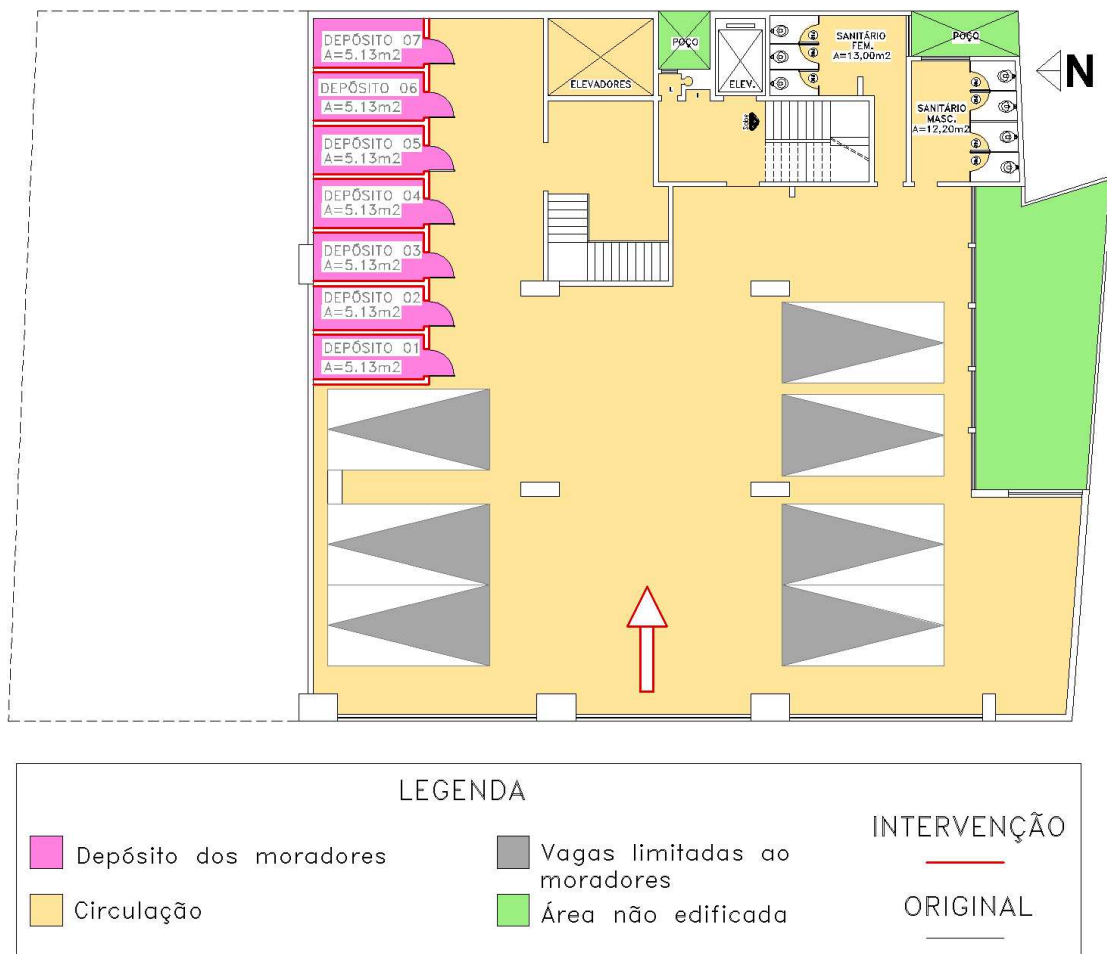 DEPÓSITO 07
A=5.13m2
DEPÓSITO 06
A=5.13m2
DEPÓSITO 05
A=5.13m2
DEPÓSITO 04
A=5.13m2
DEPÓSITO 03
A=5.13m2
DEPÓSITO 02
A=5.13m2
DEPÓSITO 01
A=5.13m2
ELEVADORES
POÇO
ELEV.
SANITÁRIO
FEM.
A=13,00m2
POÇO
SANITÁRIO
MASC.
A=12,20m2
N
LEGENDA
Depósito dos moradores
Circulação
Vagas limitadas ao
moradores
Área não edificada
INTERVENÇÃO
ORIGINAL